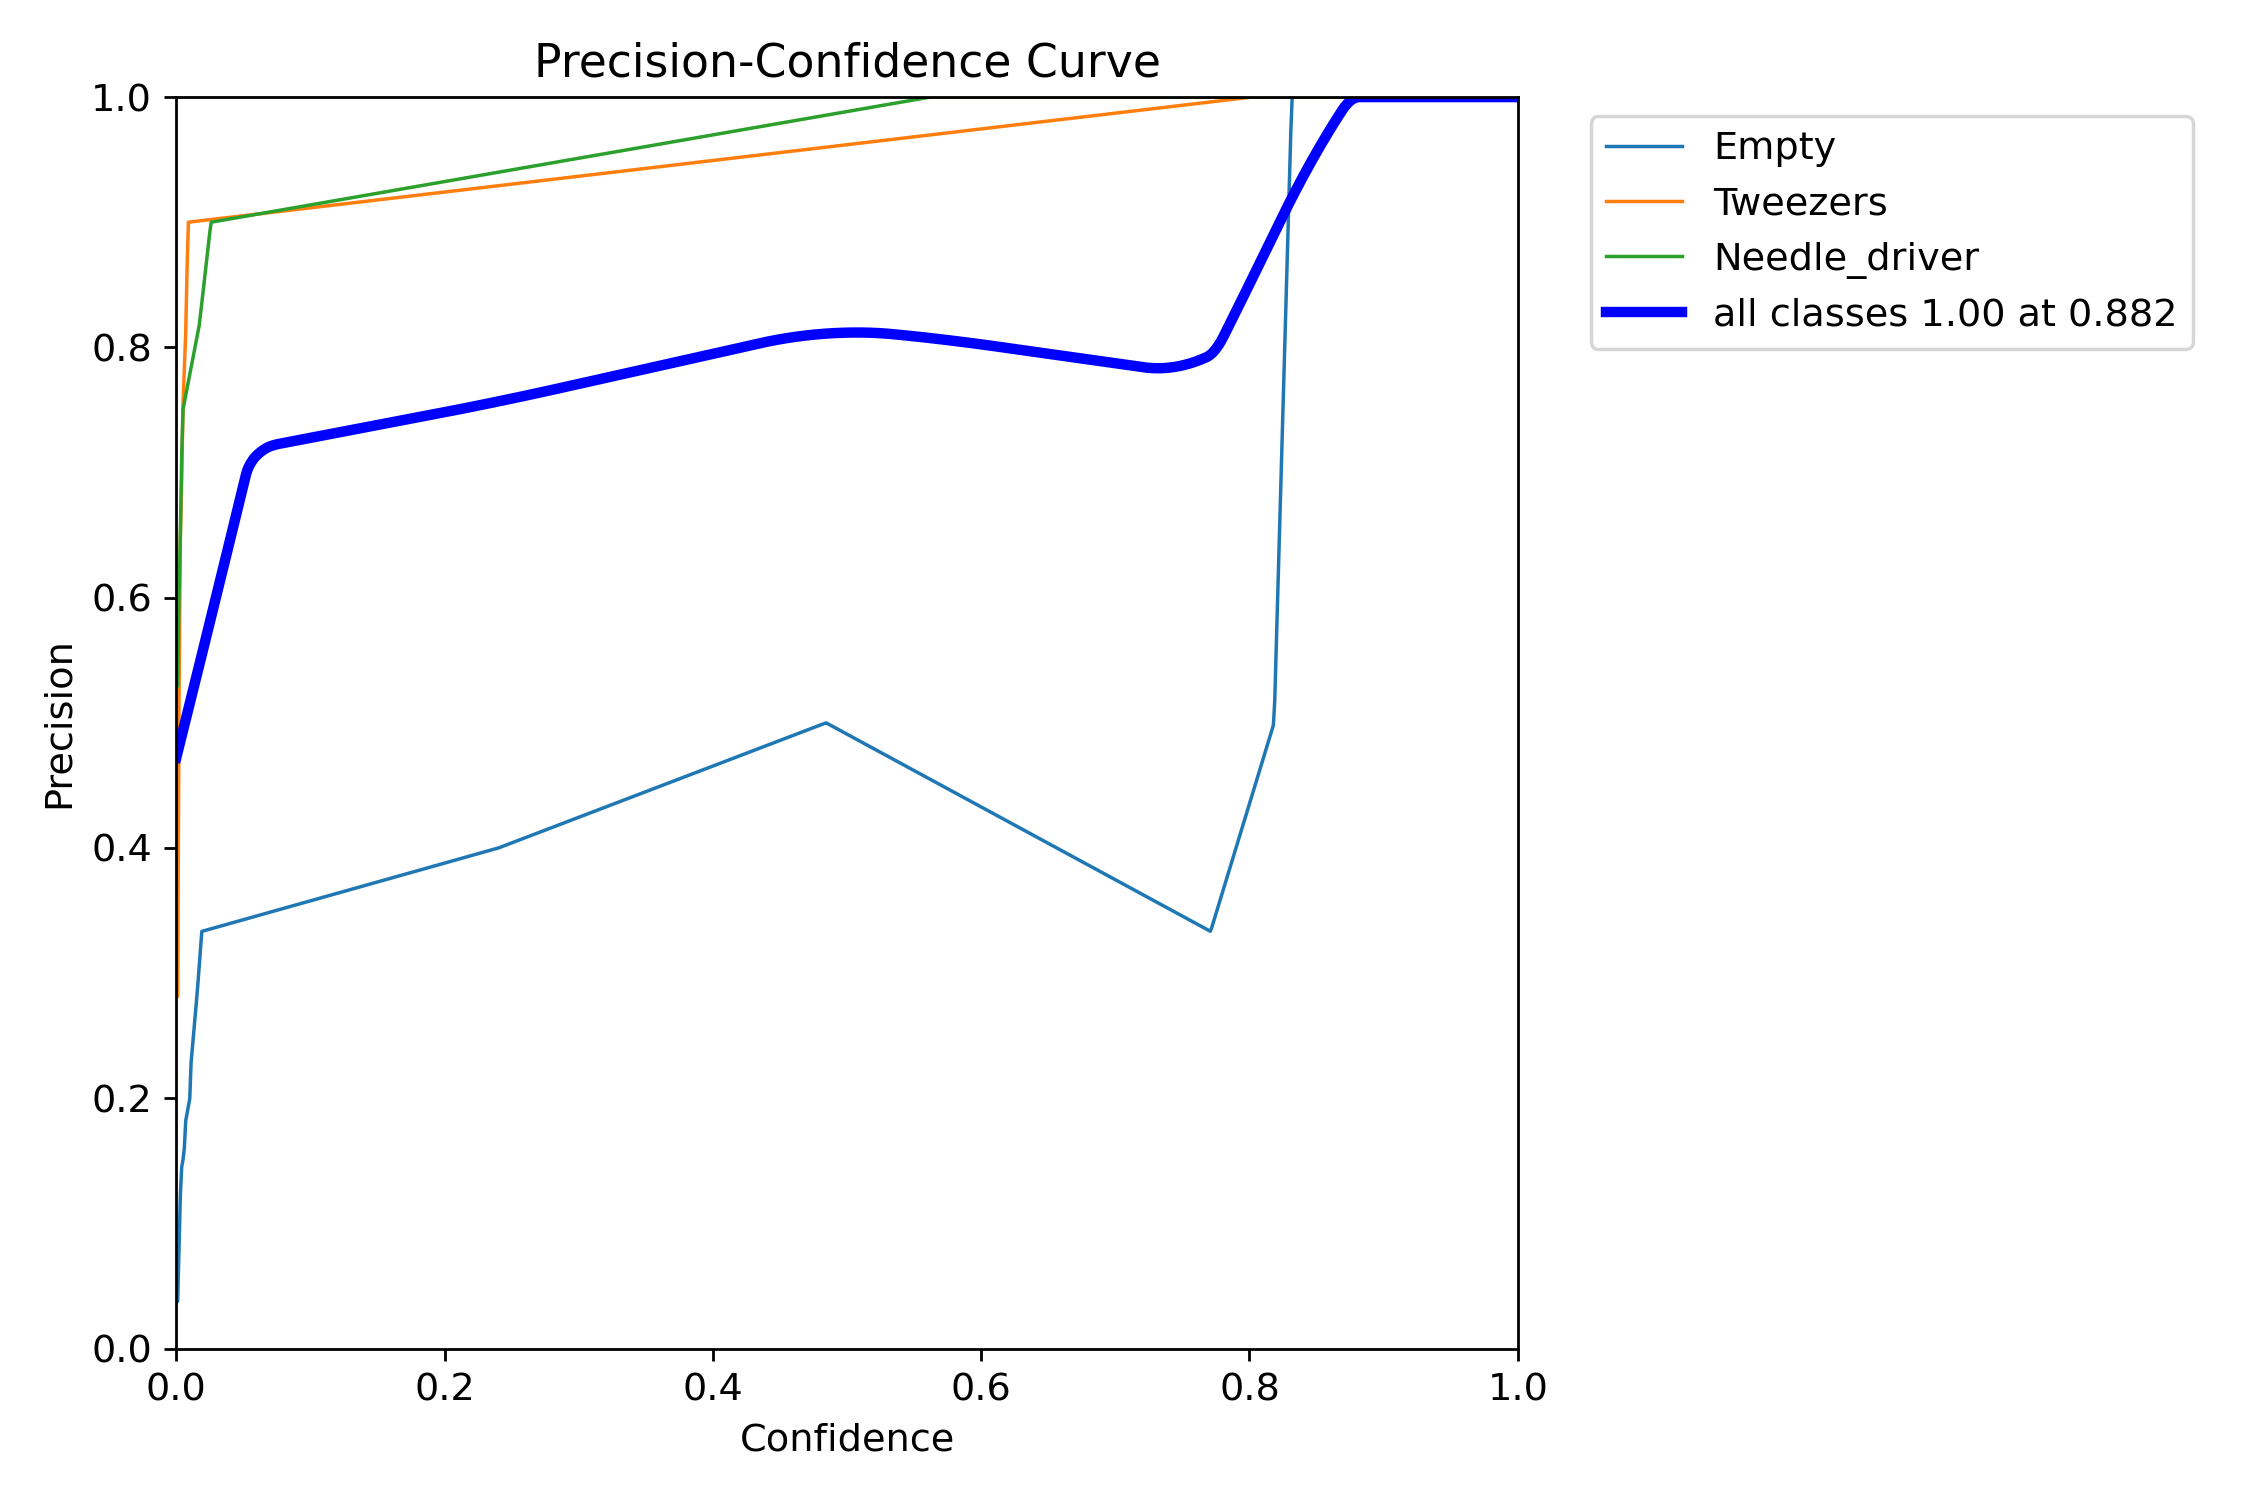 Precision-Confidence Curve
1.0
0.8
0.6
0.4
0.2
0.0
Precision
0.0 0.2 0.4 0.6 0.8 1.0
Confidence
Empty
Tweezers
Needle_driver
all classes 1.00 at 0.882